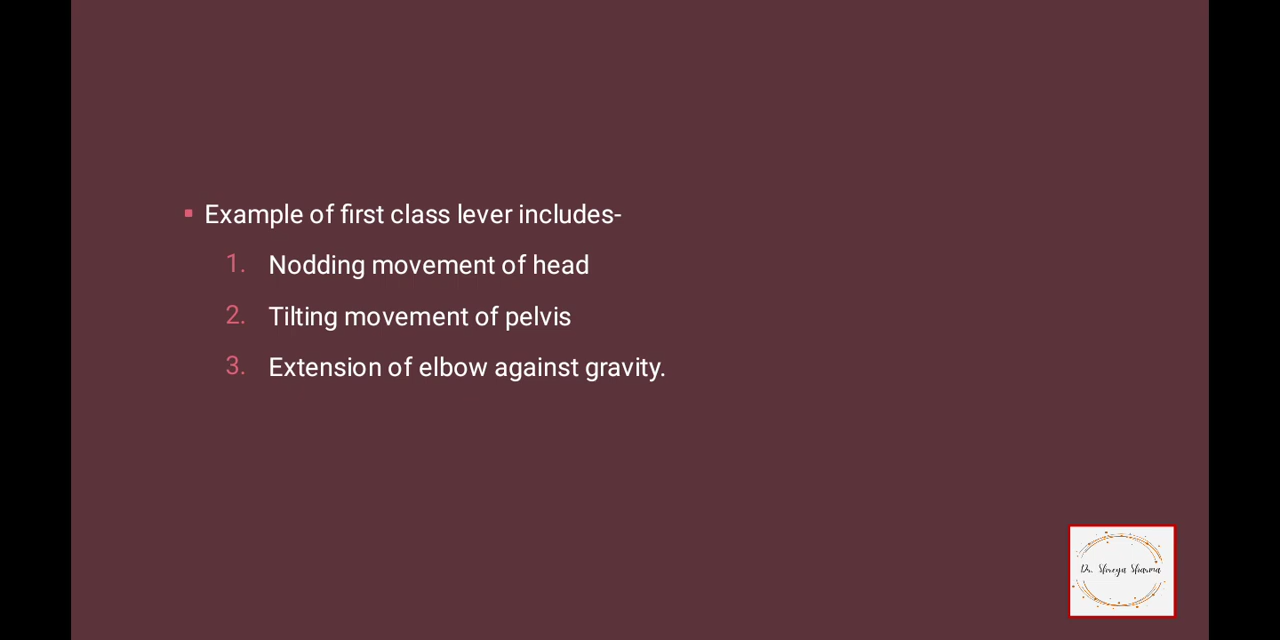 Example of first class lever includes-
1. Nodding movement of head
2. Tilting movement of pelvis
3. Extension of elbow against gravity.
Dr. Shreya Sharma